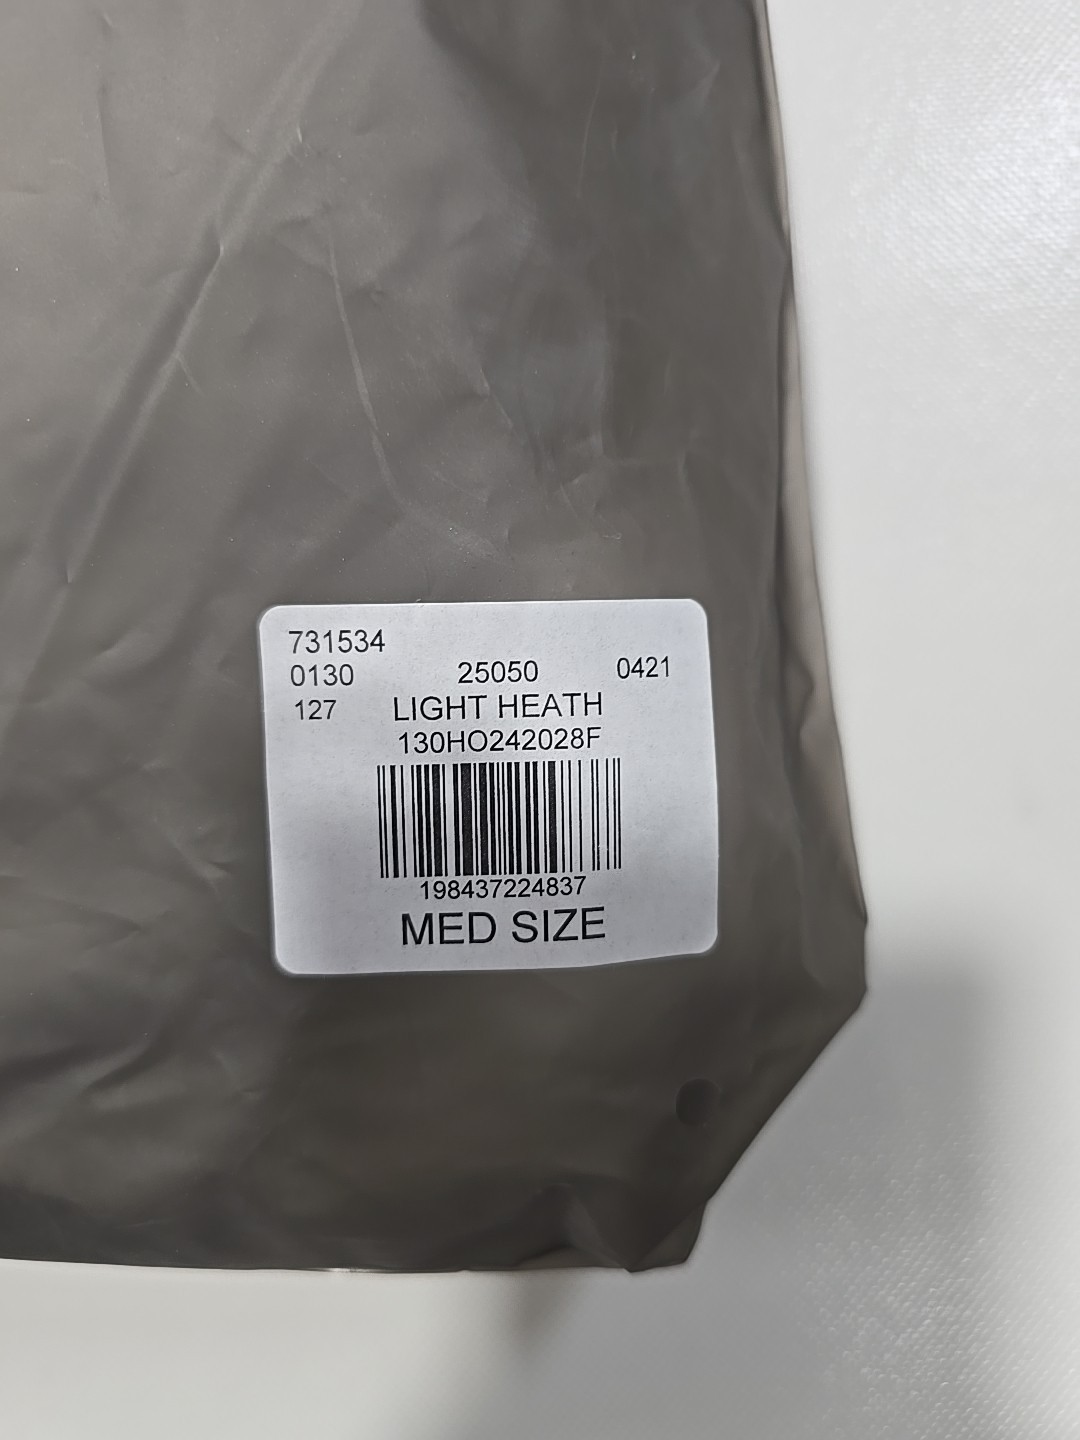 731534
0130 25050 0421
127 LIGHT HEATH
130HO242028F
198437224837
MED SIZE